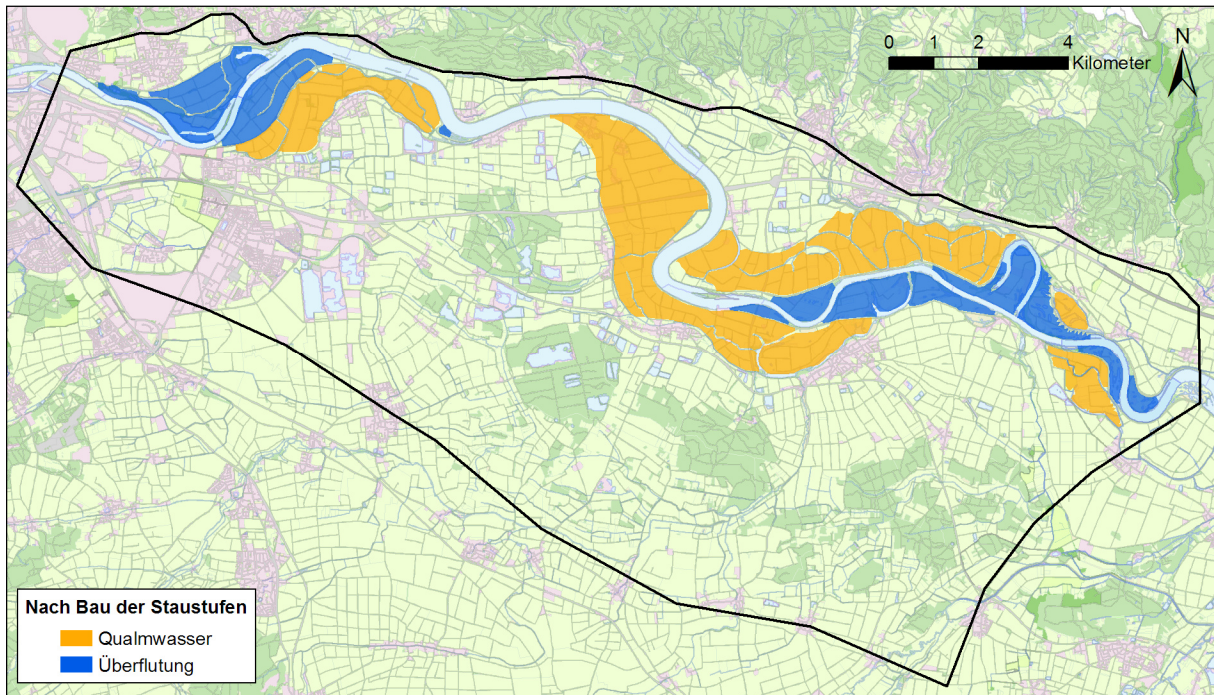 0 1 2 4
Kilometer
N
Nach Bau der Staustufen
Qualmwasser
Überflutung